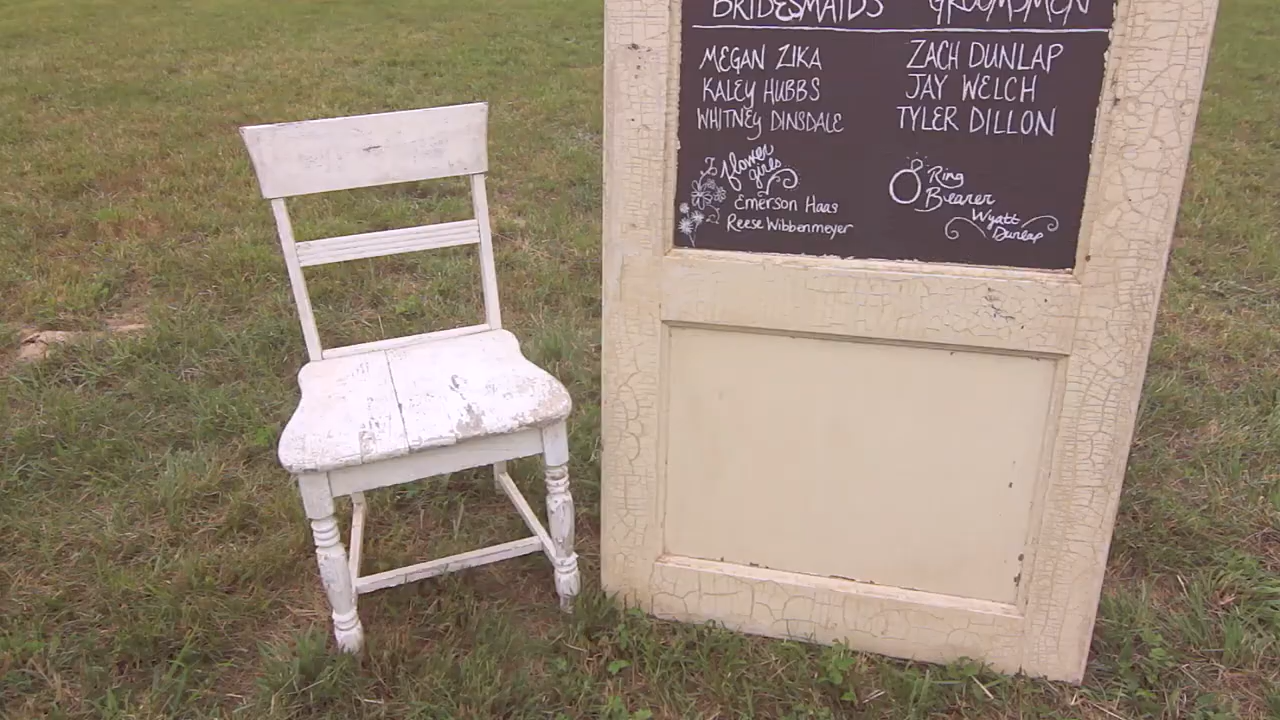 BRIDESMAIDS GROOMSMEN
MEGAN ZIKA ZACH DUNLAP
KALEY HUBBS JAY WELCH
WHITNEY DINSDALE TYLER DILLON
flower girls
Emerson Haas
Reese Wibbenmeyer
Ring
Bearer
Wyatt
Dunlap